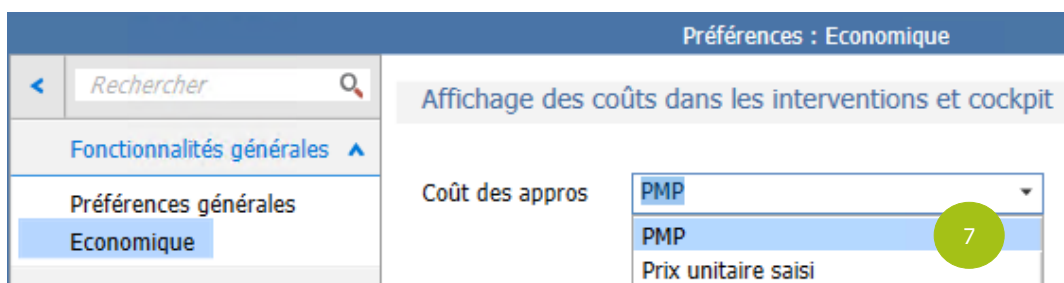 Préférences : Economique
Rechercher
Affichage des coûts dans les interventions et cockpit
Fonctionnalités générales
Préférences générales
Economique
Coût des appros
PMP
PMP
7
Prix unitaire saisi